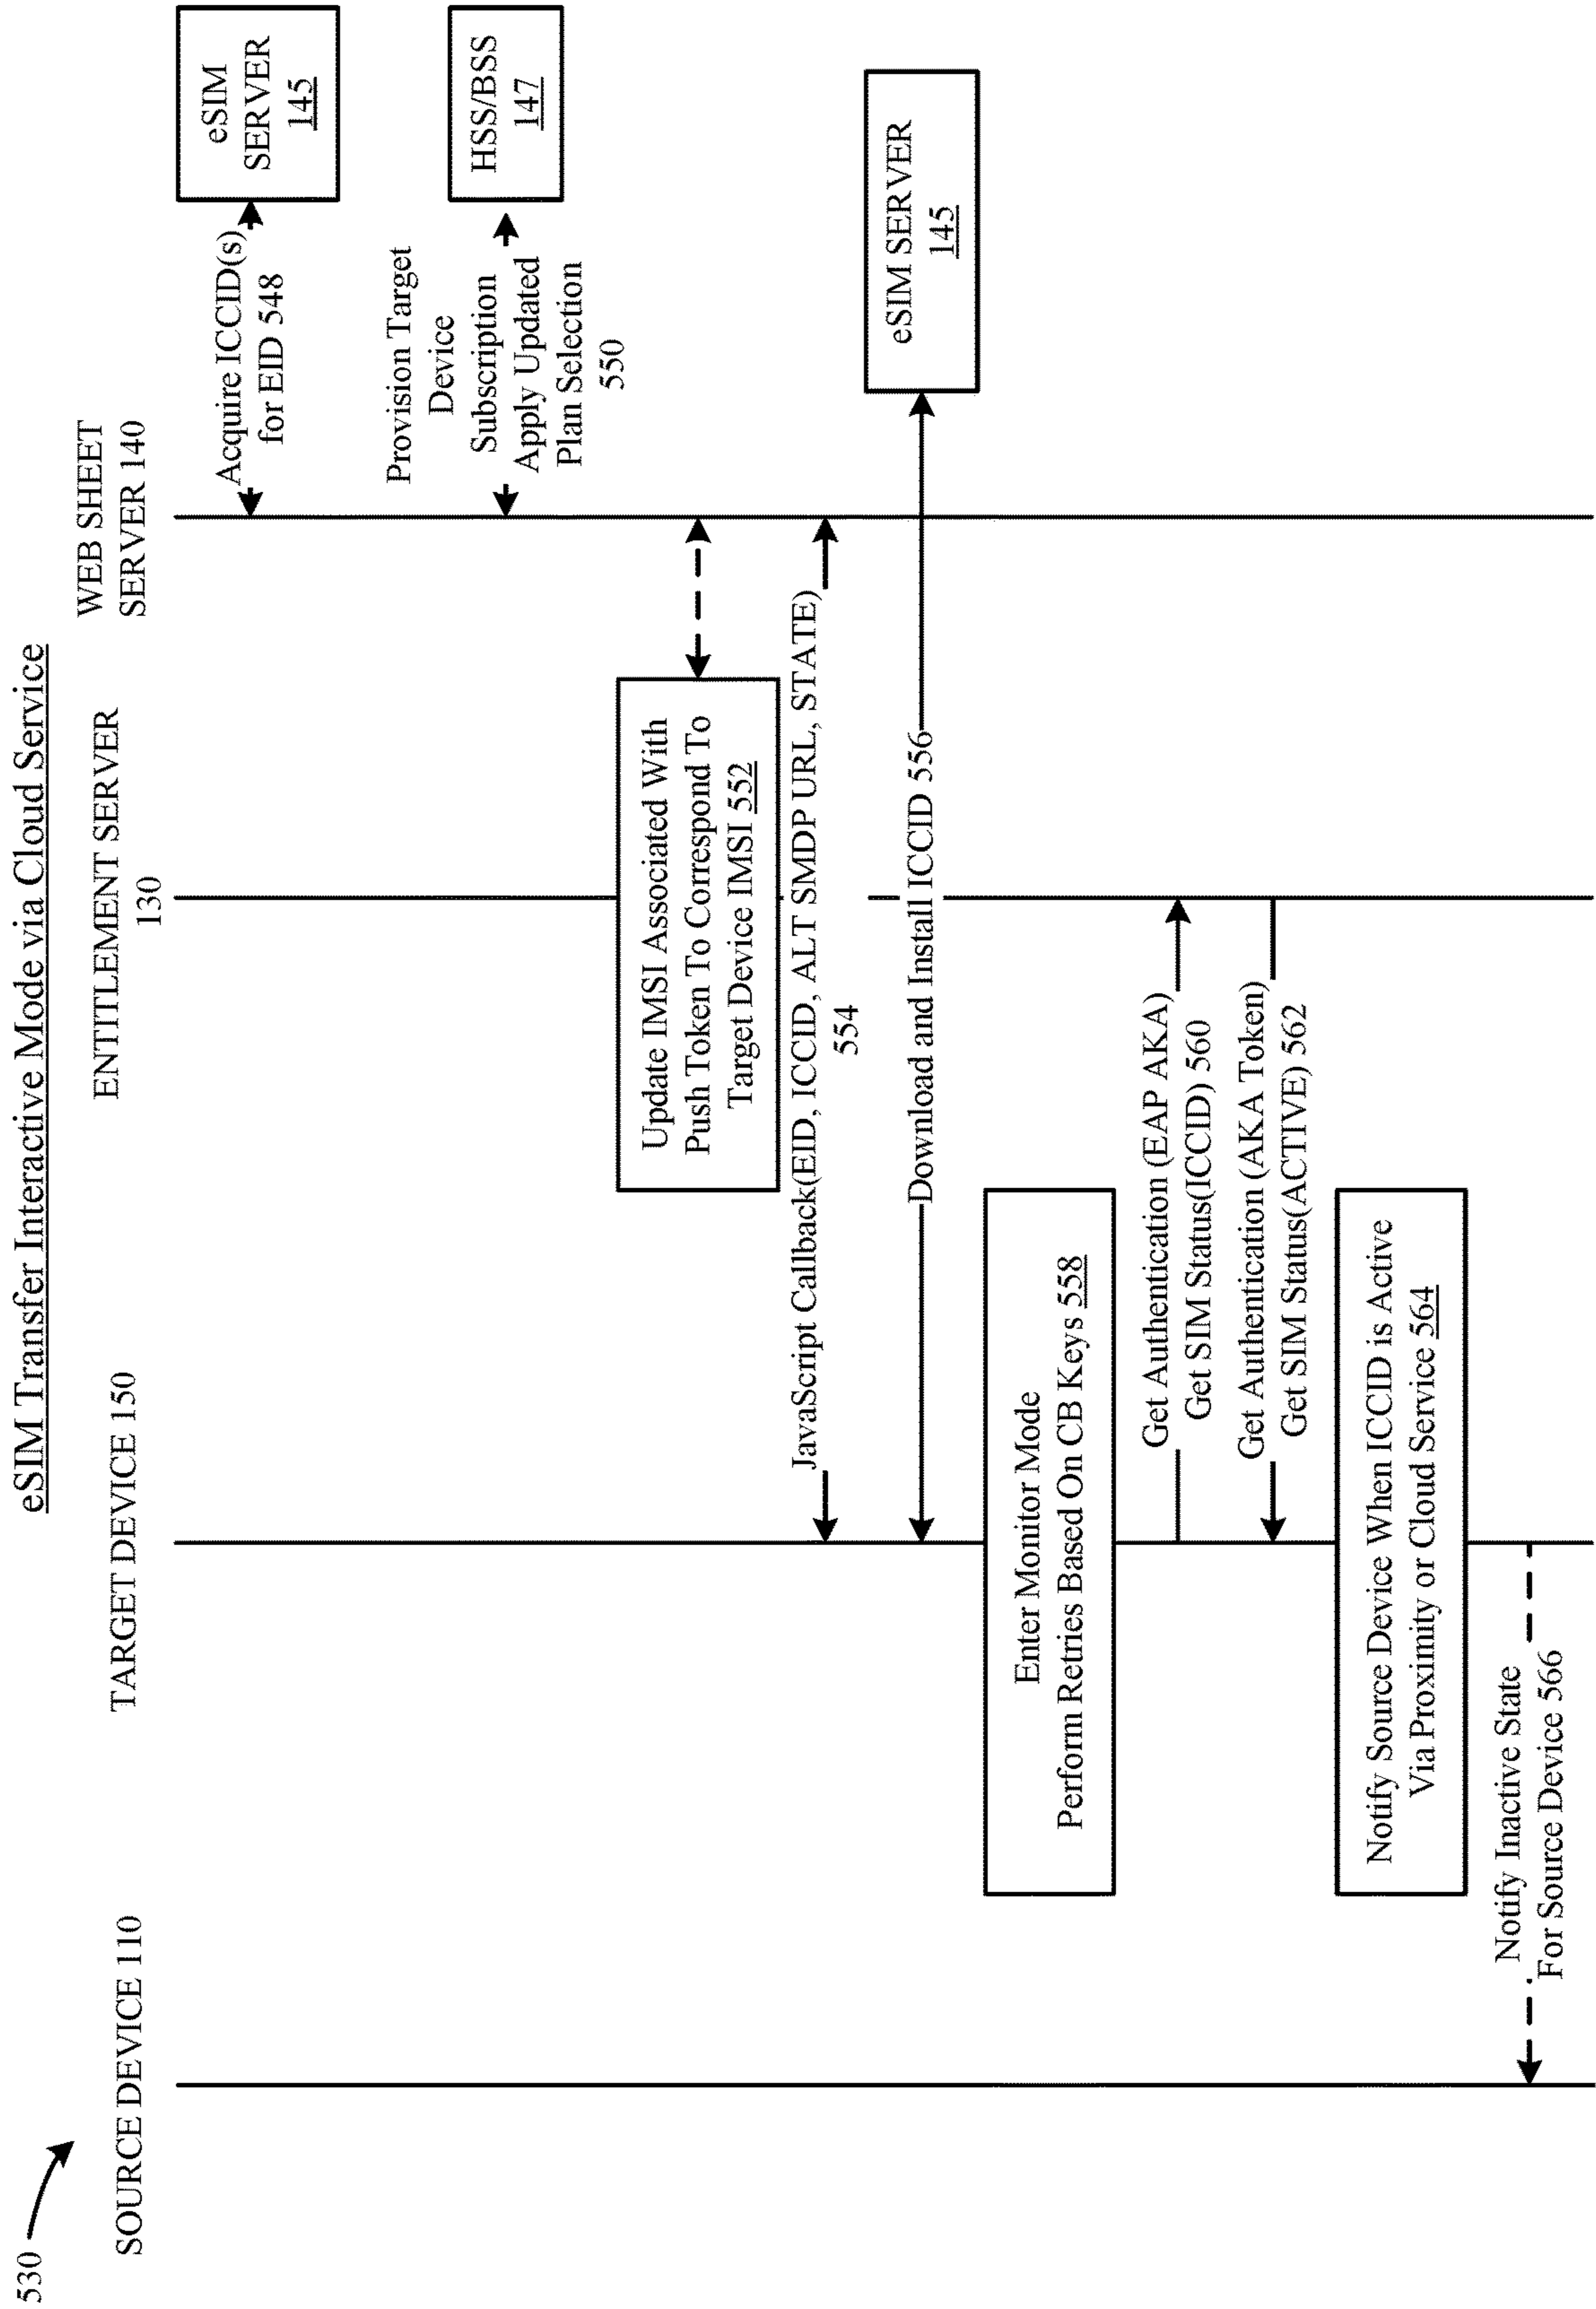 eSIM Transfer Interactive Mode via Cloud Service
530
SOURCE DEVICE 110
TARGET DEVICE 150
ENTITLEMENT SERVER
130
WEB SHEET
SERVER 140
Acquire ICCID(s)
for EID 548
eSIM
SERVER
145
Provision Target
Device
Subscription
Apply Updated
Plan Selection
550
HSS/BSS
147
Update IMSI Associated With
Push Token To Correspond To
Target Device IMSI 552
JavaScript Callback(EID, ICCID, ALT SMDP URL, STATE)
554
Download and Install ICCID 556
eSIM SERVER
145
Enter Monitor Mode
Perform Retries Based On CB Keys 558
Get Authentication (EAP AKA)
Get SIM Status(ICCID) 560
Get Authentication (AKA Token)
Get SIM Status(ACTIVE) 562
Notify Source Device When ICCID is Active
Via Proximity or Cloud Service 564
Notify Inactive State
For Source Device 566